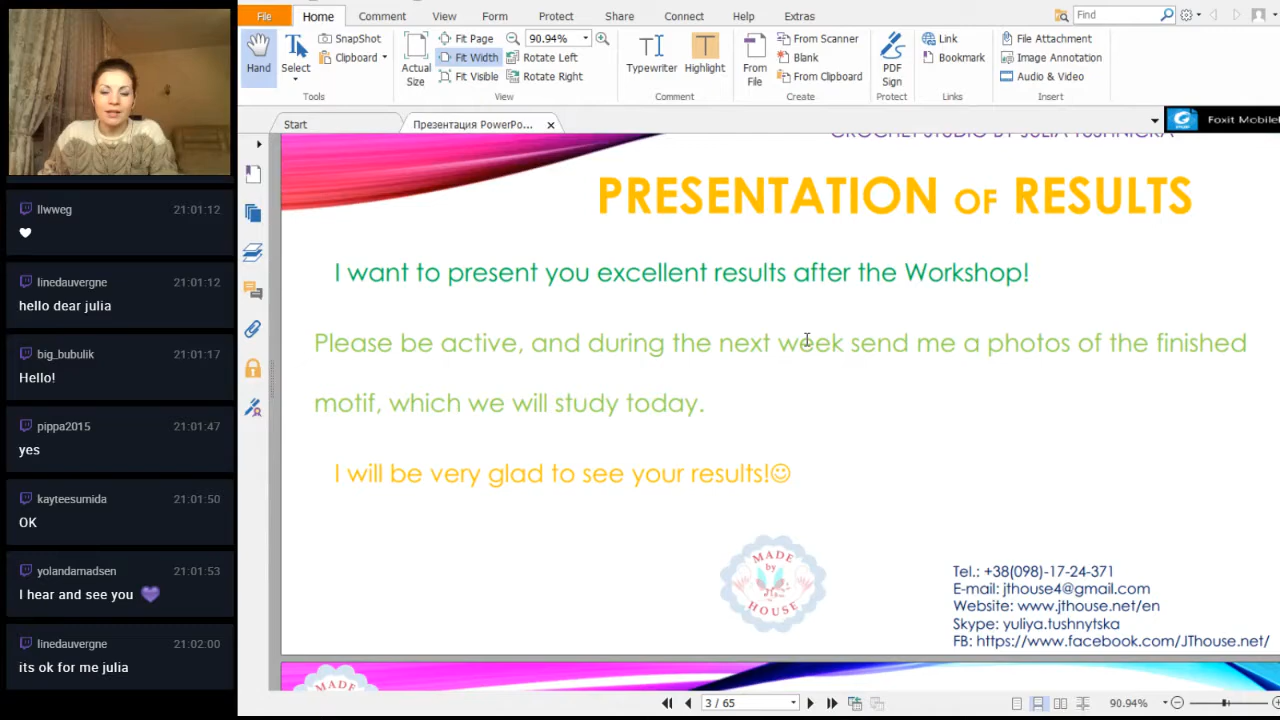 File
Home
Comment
View
Form
Protect
Share
Connect
Help
Extras
Find
Hand
Select
SnapShot
Clipboard
Tools
Actual
Size
Fit Page
Fit Width
Fit Visible
90.94%
Rotate Left
Rotate Right
View
Typewriter
Highlight
Comment
From
File
From Scanner
Blank
From Clipboard
Create
PDF
Sign
Protect
Link
Bookmark
Links
File Attachment
Image Annotation
Audio & Video
Insert
Start
Презентация PowerPo...
Foxit Mobile
llwweg 21:01:12
linedauvergne 21:01:12
hello dear julia
big_bubulik 21:01:17
Hello!
pippa2015 21:01:47
yes
kayteesumida 21:01:50
OK
yolandamadsen 21:01:53
I hear and see you
linedauvergne 21:02:00
its ok for me julia
CROCHET STUDIO BY JULIA TUSHNICKA
PRESENTATION OF RESULTS
I want to present you excellent results after the Workshop!
Please be active, and during the next week send me a photos of the finished
motif, which we will study today.
I will be very glad to see your results!☺
MADE
by
HOUSE
Tel.: +38(098)-17-24-371
E-mail: jthouse4@gmail.com
Website: www.jthouse.net/en
Skype: yuliya.tushnytska
FB: https://www.facebook.com/JThouse.net/
MADE
3 / 65
90.94%